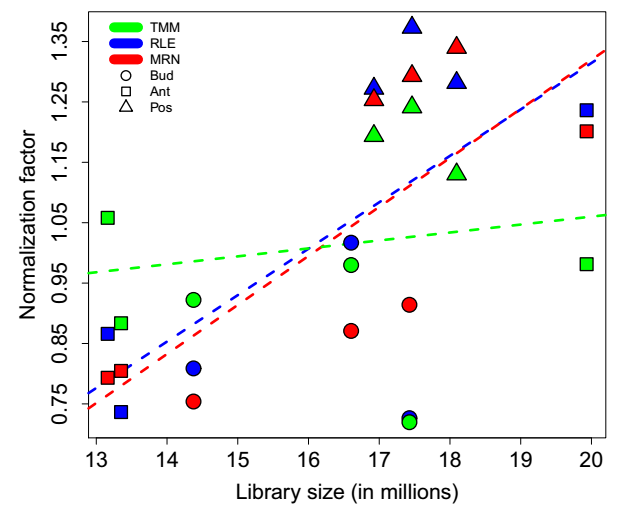 TMM
RLE
MRN
Bud
Ant
Pos
Normalization factor
1.35
1.25
1.15
1.05
0.95
0.85
0.75
13 14 15 16 17 18 19 20
Library size (in millions)